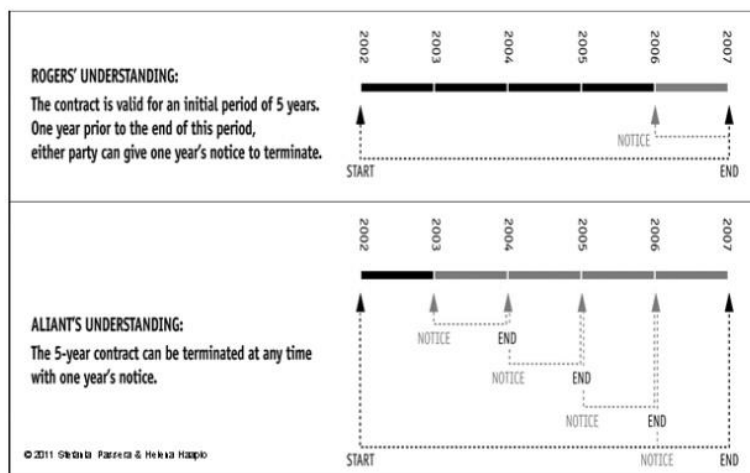 2002 2003 2004 2005 2006 2007
ROGERS' UNDERSTANDING:
The contract is valid for an initial period of 5 years.
One year prior to the end of this period,
either party can give one year's notice to terminate.
NOTICE
START END
2002 2003 2004 2005 2006 2007
ALIANT'S UNDERSTANDING:
The 5-year contract can be terminated at any time
with one year's notice.
NOTICE END
NOTICE END
NOTICE END
START NOTICE END
©2011 Stefania Passera & Helena Haapio